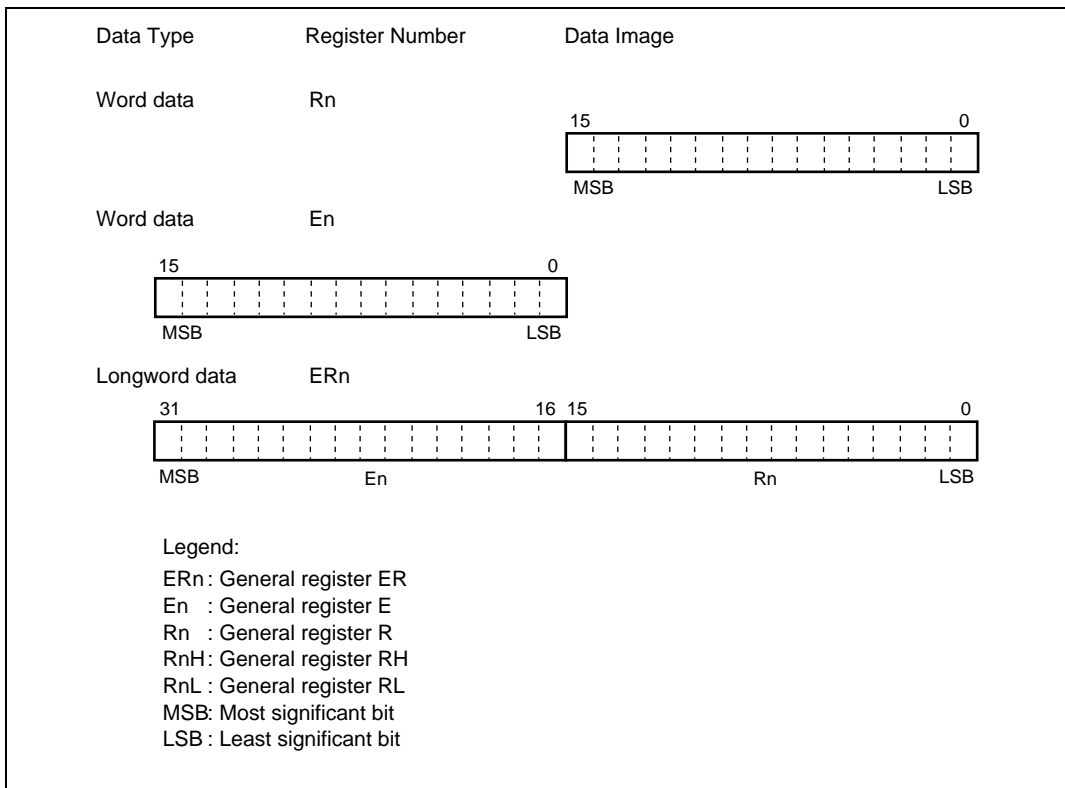 Data Type Register Number Data Image
Word data Rn
15 0
MSB LSB
Word data En
15 0
MSB LSB
Longword data ERn
31 16 15 0
MSB En Rn LSB
Legend:
ERn : General register ER
En : General register E
Rn : General register R
RnH : General register RH
RnL : General register RL
MSB: Most significant bit
LSB : Least significant bit